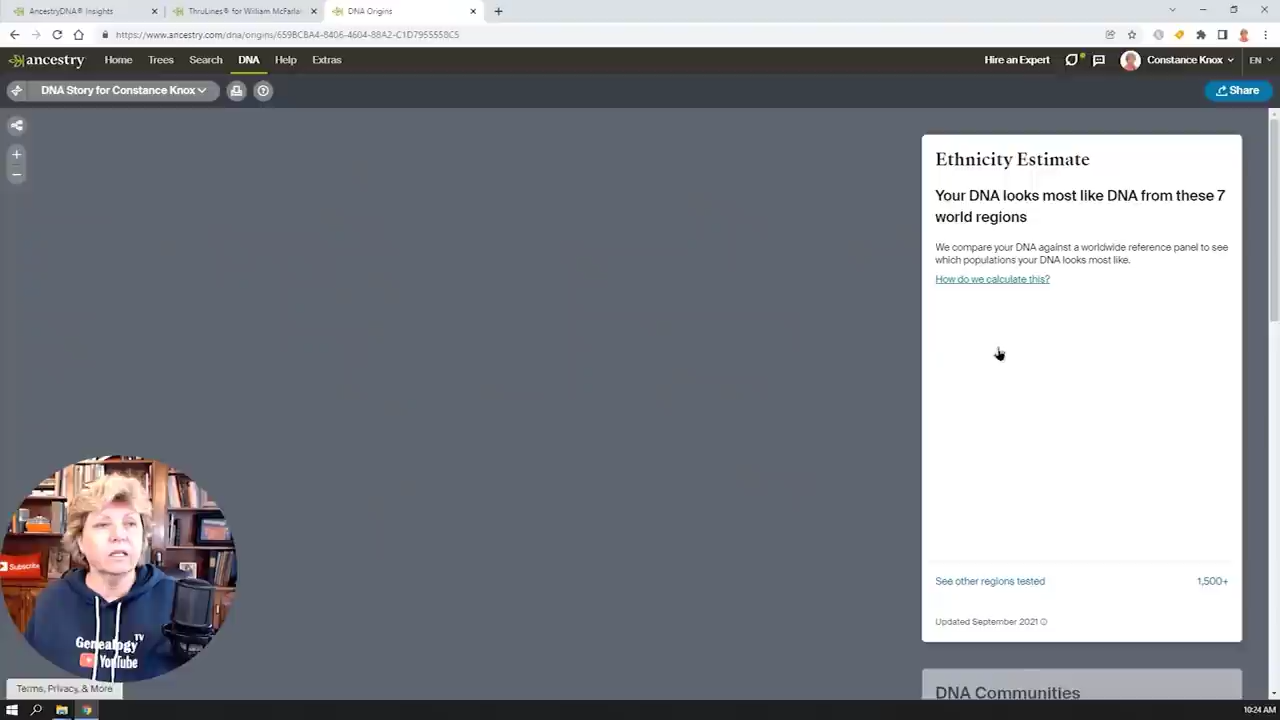 AncestryDNA® Insights
ThruLines® for William McFarla
DNA Origins
https://www.ancestry.com/dna/origins/659BCBA4-8406-4604-88A2-C1D7955558C5
ancestry
Home
Trees
Search
DNA
Help
Extras
Hire an Expert
Constance Knox
EN
DNA Story for Constance Knox
Share
Ethnicity Estimate
Your DNA looks most like DNA from these 7
world regions
We compare your DNA against a worldwide reference panel to see
which populations your DNA looks most like.
How do we calculate this?
See other regions tested
1,500+
Updated September 2021
DNA Communities
Subscribe
Genealogy TV
YouTube
Terms, Privacy, & More
10:24 AM